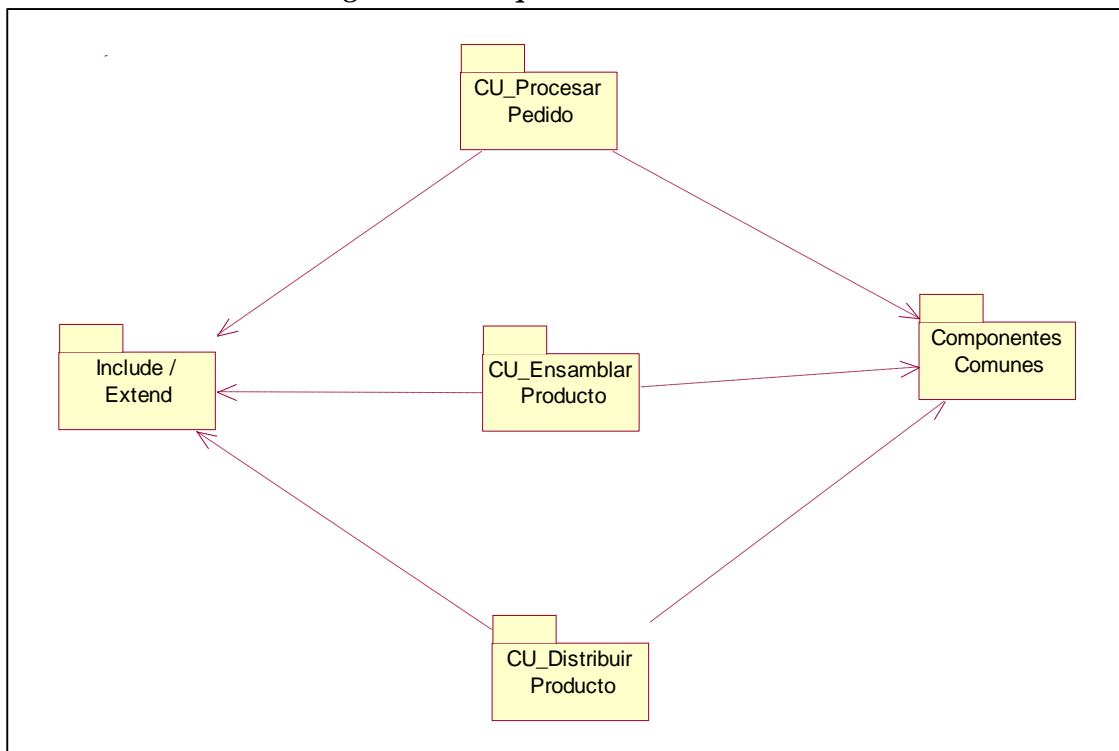 CU_Procesar
Pedido
Include /
Extend
CU_Ensamblar
Producto
Componentes
Comunes
CU_Distribuir
Producto